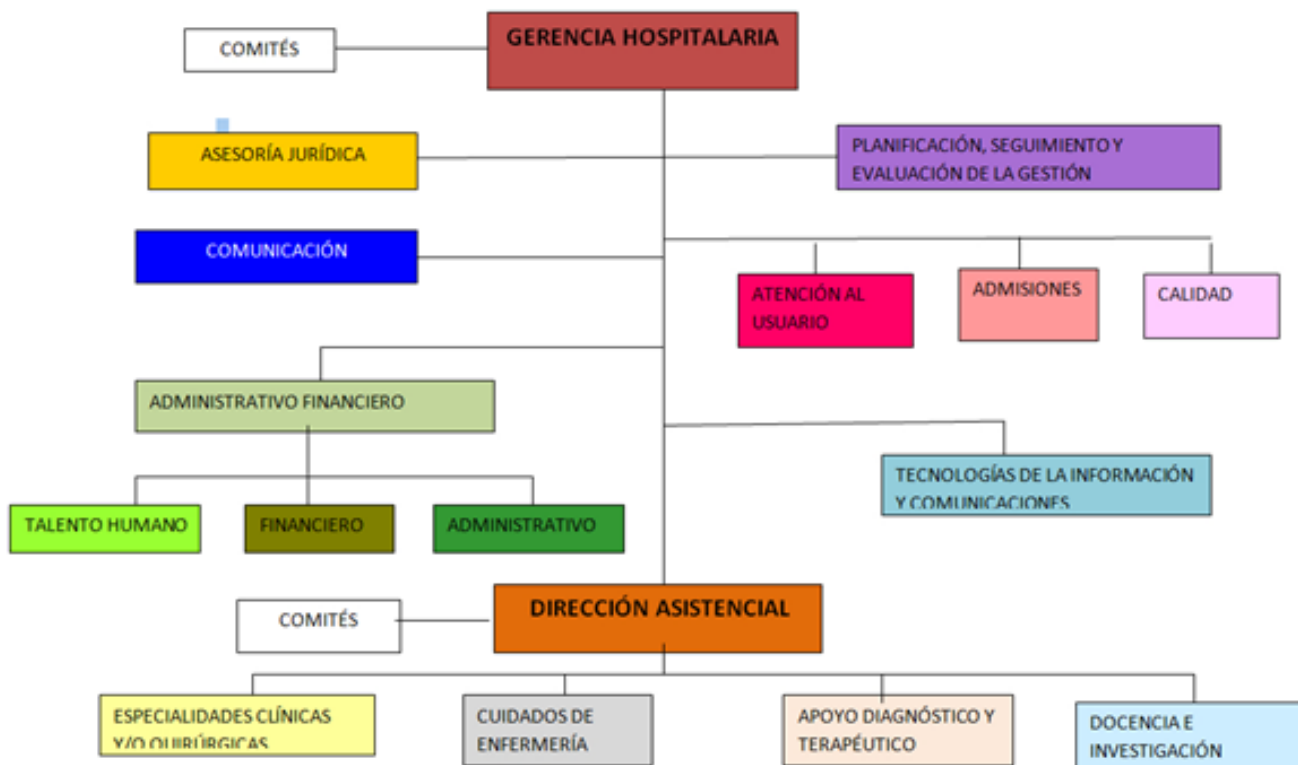 GERENCIA HOSPITALARIA
COMITÉS
ASESORÍA JURÍDICA
PLANIFICACIÓN, SEGUIMIENTO Y
EVALUACIÓN DE LA GESTIÓN
COMUNICACIÓN
ATENCIÓN AL
USUARIO
ADMISIONES
CALIDAD
ADMINISTRATIVO FINANCIERO
TECNOLOGÍAS DE LA INFORMACIÓN
Y COMUNICACIONES
TALENTO HUMANO
FINANCIERO
ADMINISTRATIVO
DIRECCIÓN ASISTENCIAL
COMITÉS
ESPECIALIDADES CLÍNICAS
Y/O QUIRÚRGICAS
CUIDADOS DE
ENFERMERÍA
APOYO DIAGNÓSTICO Y
TERAPÉUTICO
DOCENCIA E
INVESTIGACIÓN